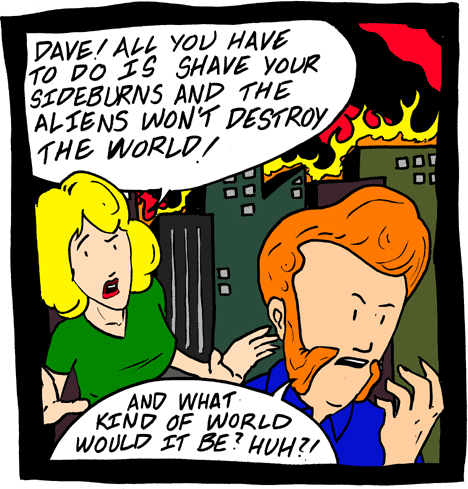 DAVE! ALL YOU HAVE
TO DO IS SHAVE YOUR
SIDEBURNS AND THE
ALIENS WON'T DESTROY
THE WORLD!
AND WHAT
KIND OF WORLD
WOULD IT BE? HUH?!